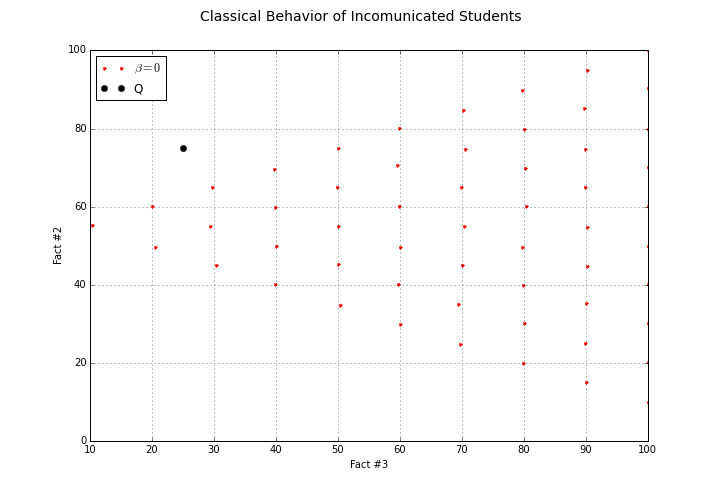 Classical Behavior of Incomunicated Students
β=0
Q
100
80
60
40
20
0
Fact #2
10 20 30 40 50 60 70 80 90 100
Fact #3